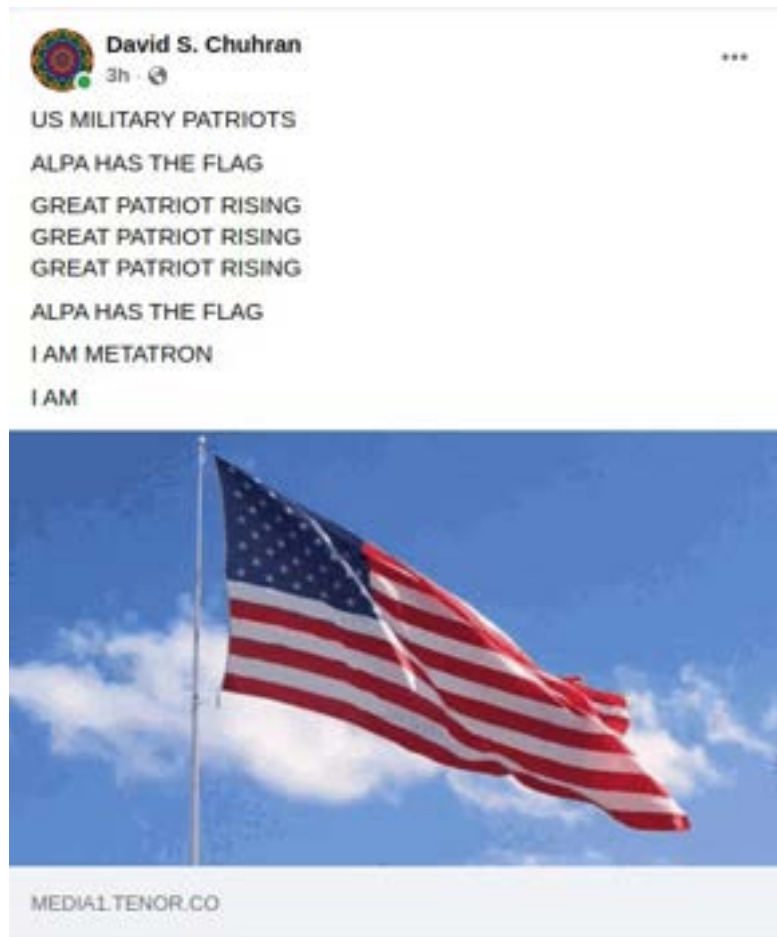 David S. Chuhran
3h
US MILITARY PATRIOTS
ALPA HAS THE FLAG
GREAT PATRIOT RISING
GREAT PATRIOT RISING
GREAT PATRIOT RISING
ALPA HAS THE FLAG
I AM METATRON
I AM
MEDIA1.TENOR.CO